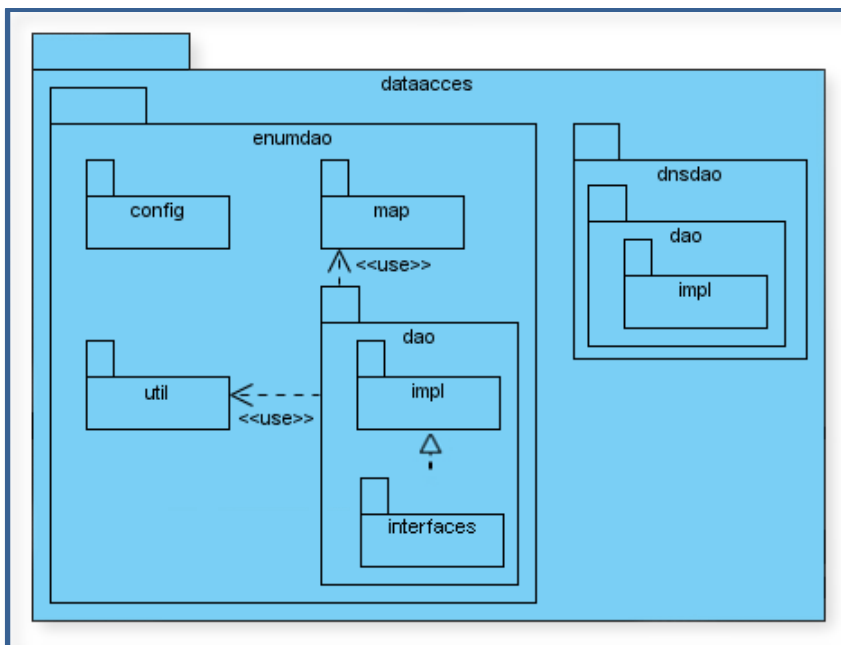 dataacces
enumdao
dnsdao
config
map
dao
<<use>>
impl
dao
util
impl
<<use>>
interfaces